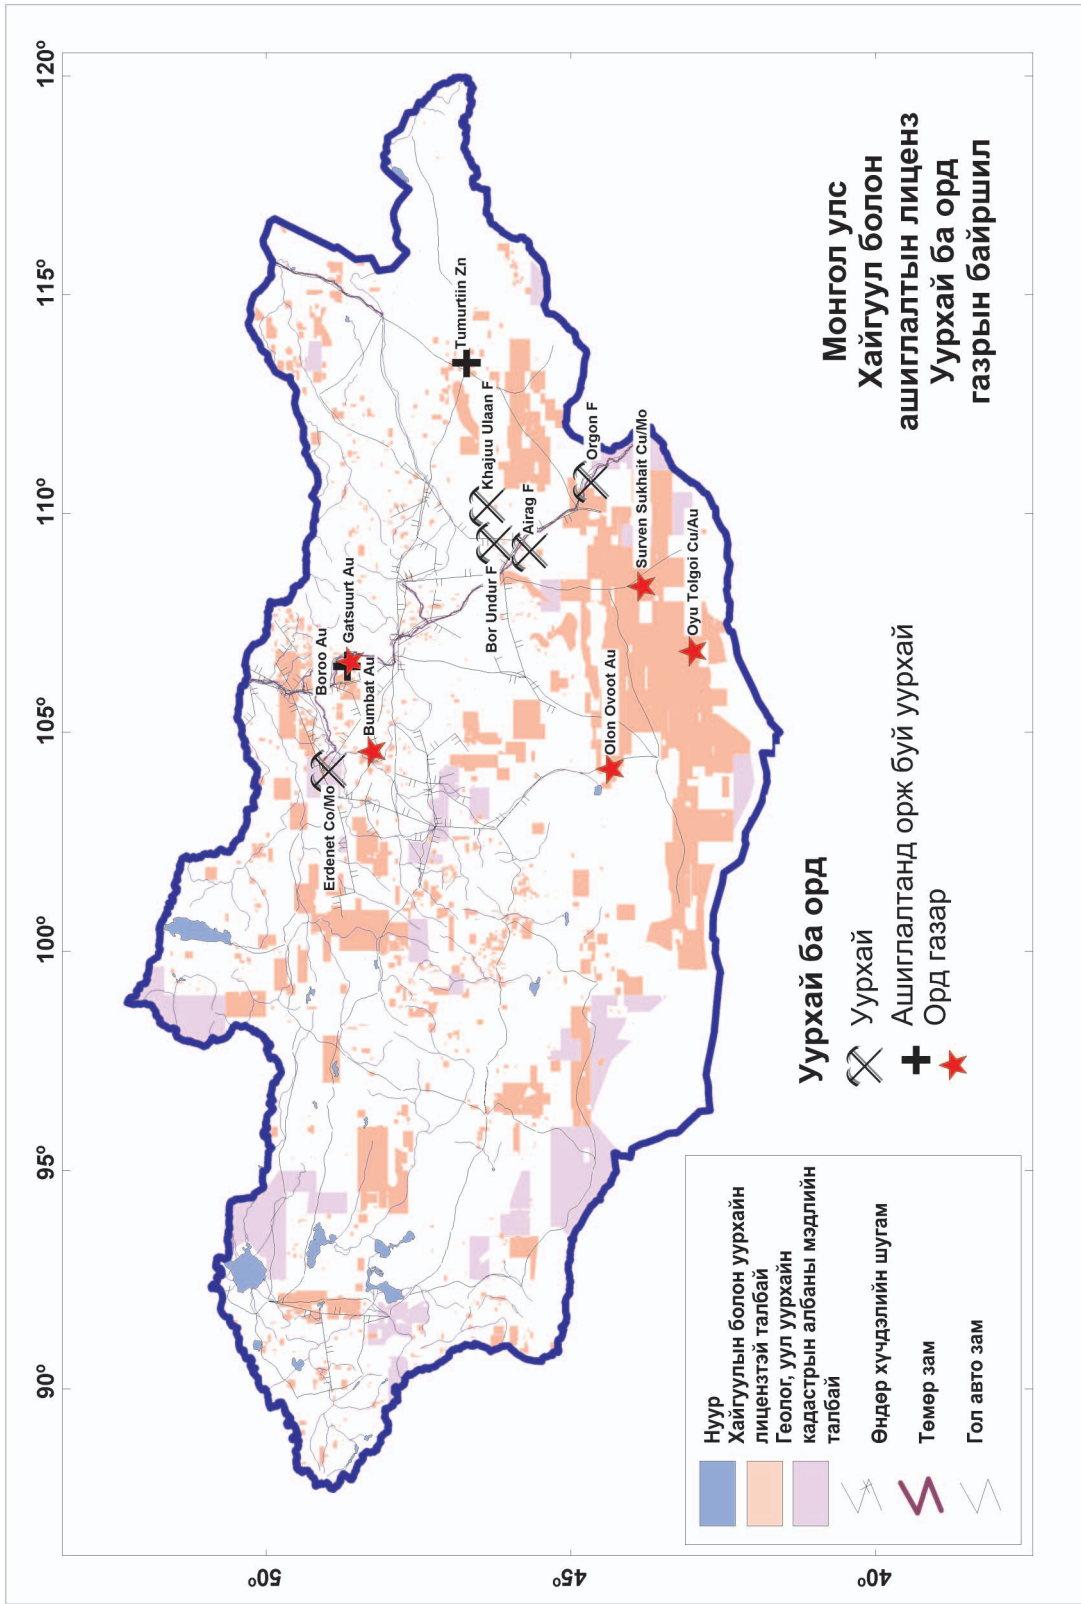 Монгол улс
Хайгуул болон
ашиглалтын лиценз
Уурхай ба орд
газрын байршил
90°
95°
100°
105°
110°
115°
120°
50°
45°
40°
Erdenet Co/Mo
Boroo Au
Gatsuurt Au
Bumbat Au
Bor Undur F
Airag F
Khajuu Ulaan F
Tumurtiin Zn
Orgon F
Surven Sukhait Cu/Mo
Oyu Tolgoi Cu/Au
Olon Ovoot Au
Уурхай ба орд
Уурхай
Ашиглалтанд орж буй уурхай
Орд газар
Нуур
Хайгуулын болон уурхайн
лицензтэй талбай
Геолог, уул уурхайн
кадастрын албаны мэдлийн
талбай
Өндөр хүчдэлийн шугам
Төмөр зам
Гол авто зам